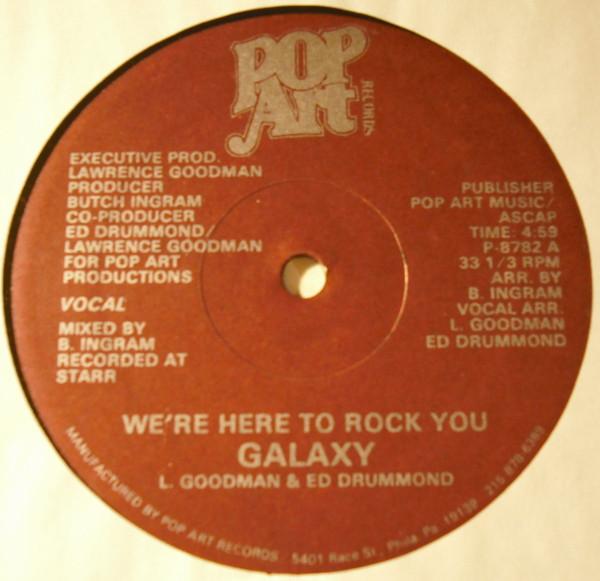 POP
Art
RECORDS
EXECUTIVE PROD.
LAWRENCE GOODMAN
PRODUCER
BUTCH INGRAM
CO-PRODUCER
ED DRUMMOND/
LAWRENCE GOODMAN
FOR POP ART
PRODUCTIONS
VOCAL
MIXED BY
B. INGRAM
RECORDED AT
STARR
PUBLISHER
POP ART MUSIC/
ASCAP
TIME: 4:59
P-8782 A
33 1/3 RPM
ARR. BY
B. INGRAM
VOCAL ARR.
L. GOODMAN
ED DRUMMOND
WE'RE HERE TO ROCK YOU
GALAXY
L. GOODMAN & ED DRUMMOND
MANUFACTURED BY POP ART RECORDS 5401 Race St., Phila. Pa. 19139 215 878-6389